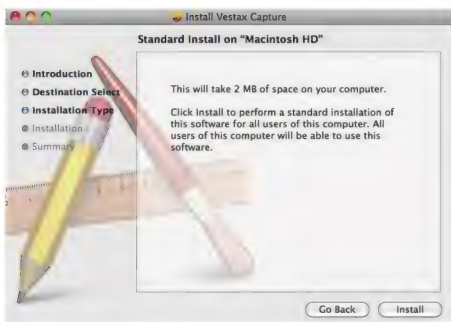 Install Vestax Capture
Standard Install on "Macintosh HD"
Introduction
Destination Select
Installation Type
Installation
Summary
This will take 2 MB of space on your computer.
Click Install to perform a standard installation of
this software for all users of this computer. All
users of this computer will be able to use this
software.
Go Back
Install